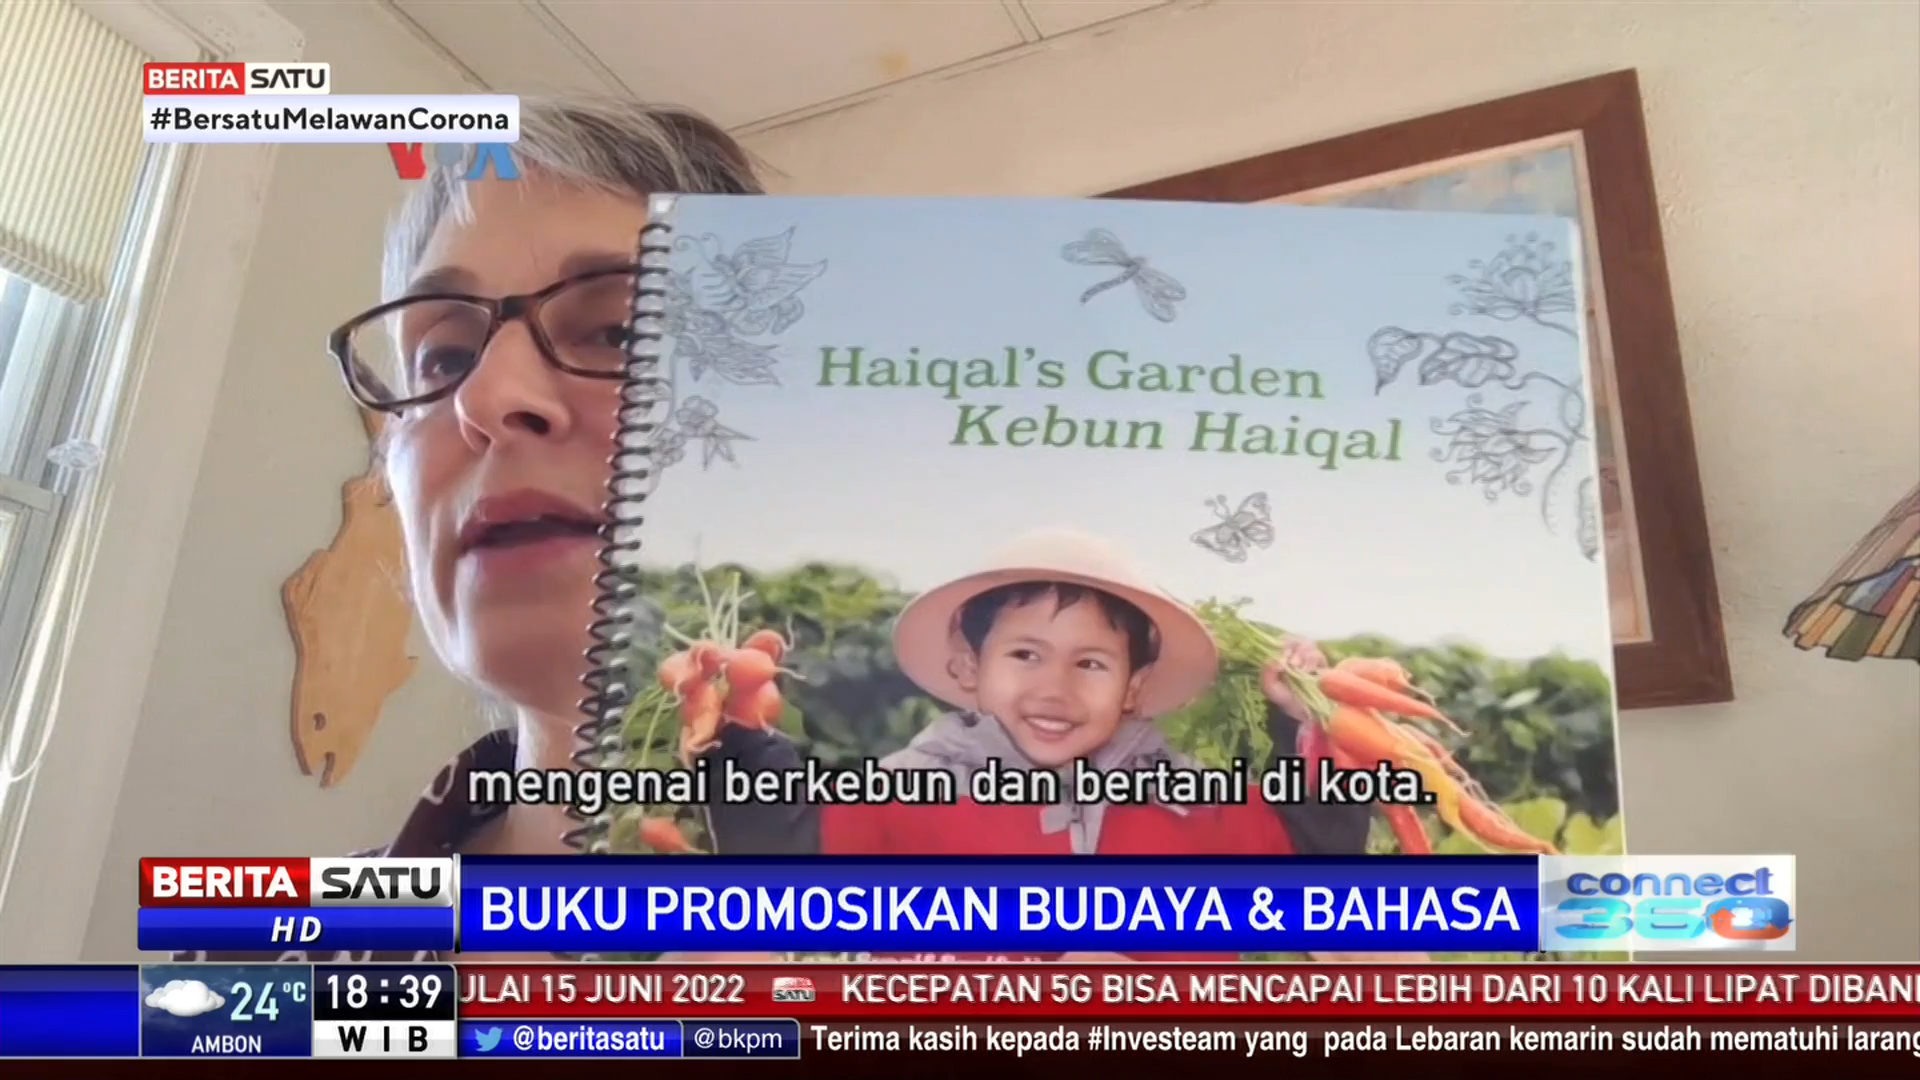 BERITA SATU
#BersatuMelawanCorona
VOA
Haiqal's Garden
Kebun Haiqal
mengenai berkebun dan bertani di kota.
BERITA SATU
HD
BUKU PROMOSIKAN BUDAYA & BAHASA
connect
360
24°C
AMBON
18:39
WIB
ULAI 15 JUNI 2022 KECEPATAN 5G BISA MENCAPAI LEBIH DARI 10 KALI LIPAT DIBAN
@beritasatu @bkpm Terima kasih kepada #Investeam yang pada Lebaran kemarin sudah mematuhi larang